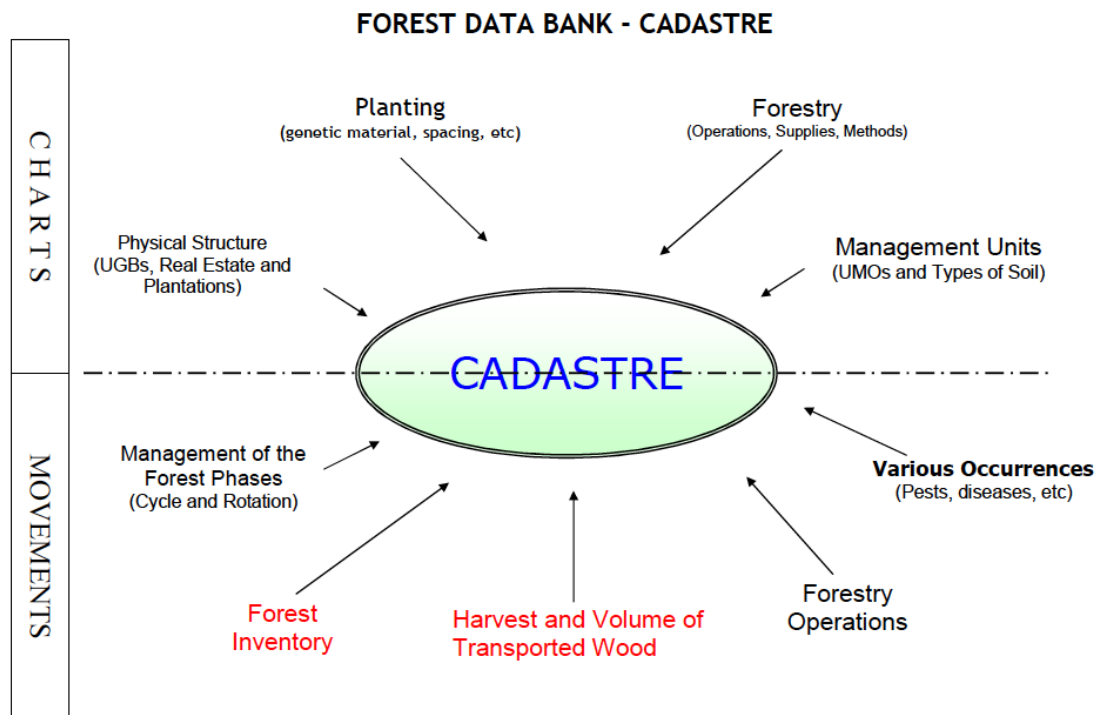 FOREST DATA BANK - CADASTRE
CHARTS
Planting
(genetic material, spacing, etc)
Forestry
(Operations, Supplies, Methods)
Physical Structure
(UGBs, Real Estate and
Plantations)
Management Units
(UMOs and Types of Soil)
CADASTRE
MOVEMENTS
Management of the
Forest Phases
(Cycle and Rotation)
Various Occurrences
(Pests, diseases, etc)
Forest
Inventory
Harvest and Volume of
Transported Wood
Forestry
Operations